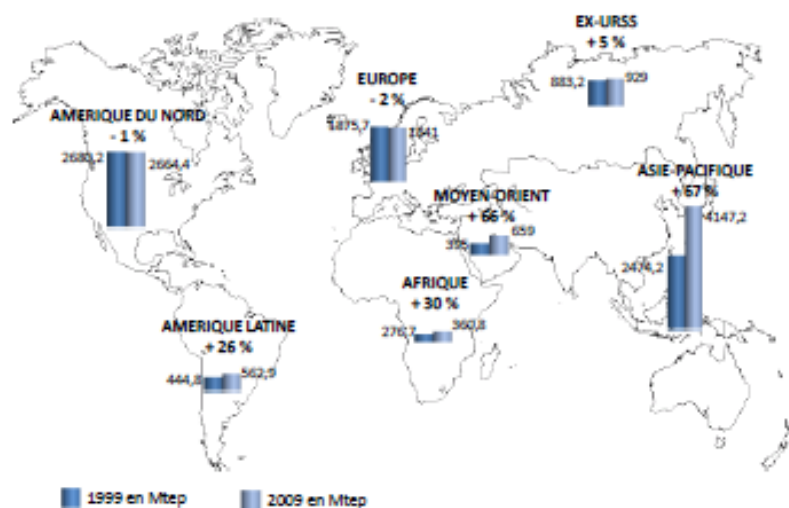 EX-URSS
+ 5 %
883,2 929
EUROPE
- 2 %
1875,7 1841
AMERIQUE DU NORD
- 1 %
2680,2 2664,4
ASIE-PACIFIQUE
+ 67 %
4147,2
2474,2
MOYEN-ORIENT
+ 66 %
659
AFRIQUE
+ 30 %
276,7 360,8
AMERIQUE LATINE
+ 26 %
444,8 562,9
1999 en Mtep 2009 en Mtep